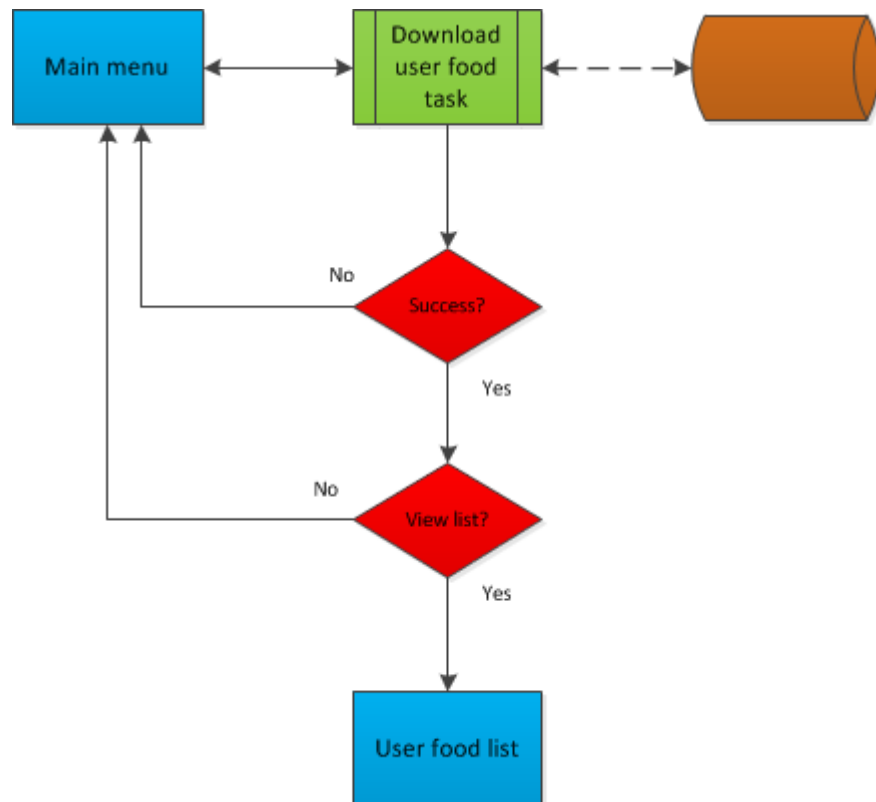 Main menu
Download
user food
task
No
Success?
Yes
No
View list?
Yes
User food list